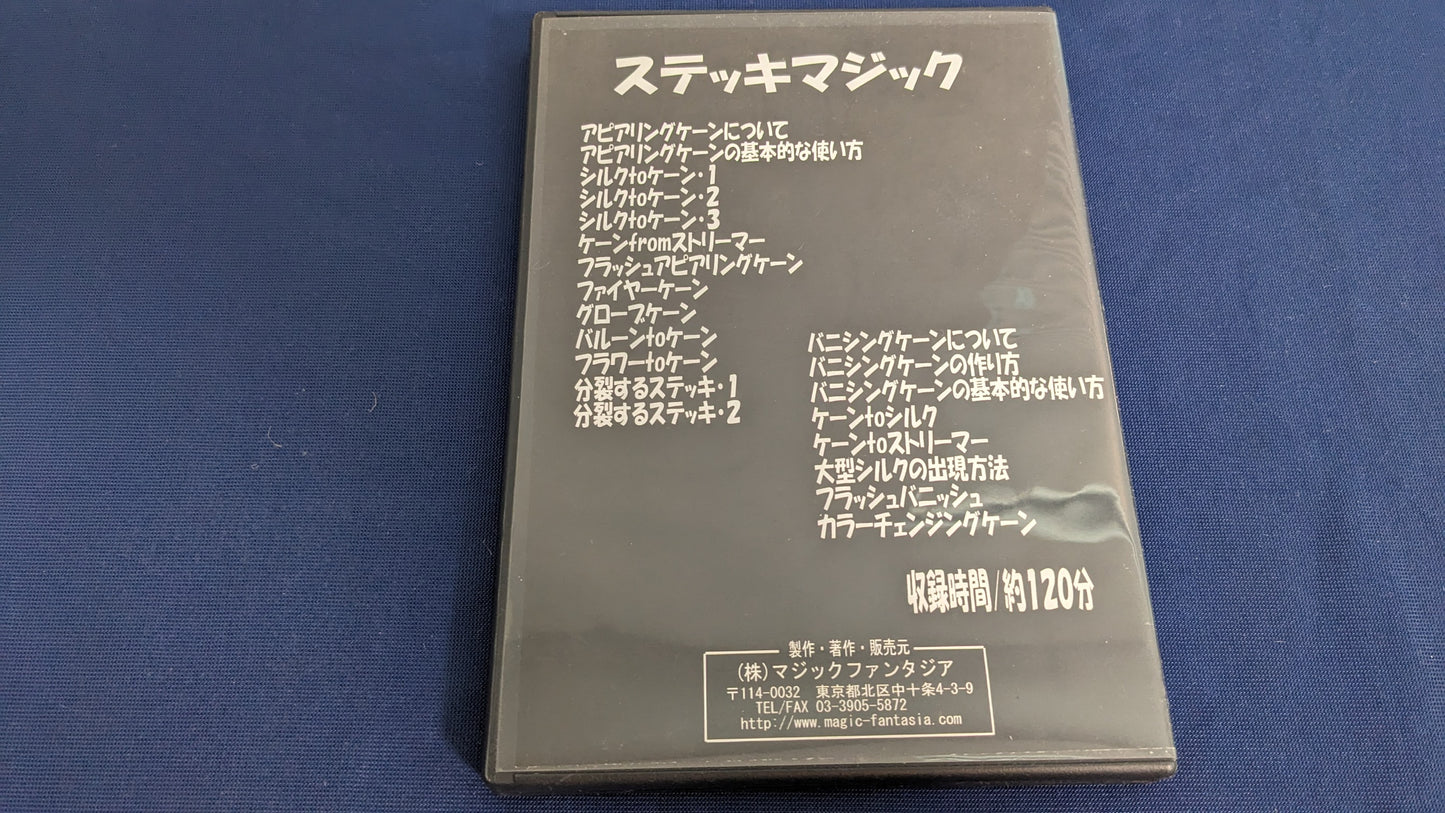 ステッキマジック
アピアリングケーンについて
アピアリングケーンの基本的な使い方
シルクtoケーン・1
シルクtoケーン・2
シルクtoケーン・3
ケーンfromストリーマー
フラッシュアピアリングケーン
ファイヤーケーン
グローブケーン
バルーンtoケーン
フラワーtoケーン
分裂するステッキ・1
分裂するステッキ・2
バニシングケーンについて
バニシングケーンの作り方
バニシングケーンの基本的な使い方
ケーンtoシルク
ケーンtoストリーマー
大型シルクの出現方法
フラッシュバニッシュ
カラーチェンジングケーン
収録時間/約120分
製作・著作・販売元
(株)マジックファンタジア
〒114-0032 東京都北区中十条4-3-9
TEL/FAX 03-3905-5872
http://www.magic-fantasia.com